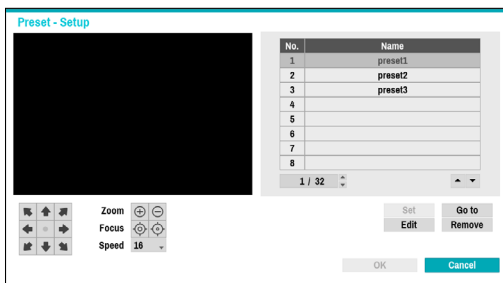 Preset - Setup
No. Name
1 preset1
2 preset2
3 preset3
4
5
6
7
8
1 / 32
Zoom
Focus
Speed 16
Set Go to
Edit Remove
OK Cancel